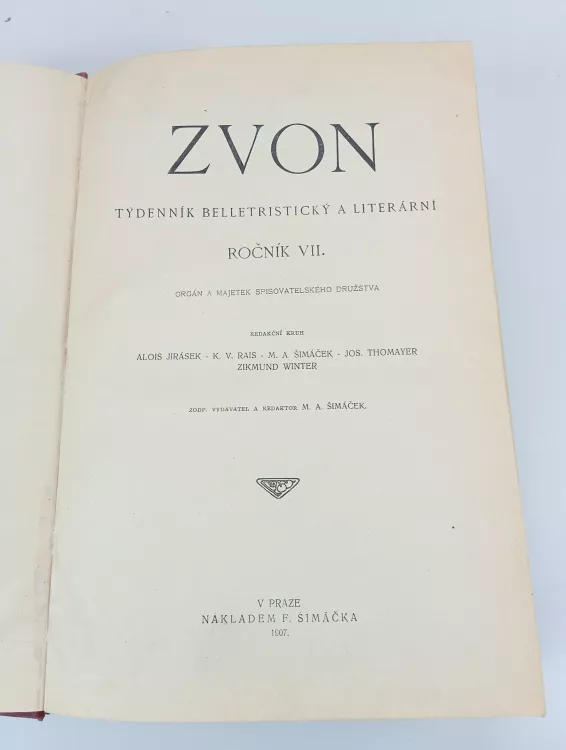 ZVON
TÝDENNÍK BELLETRISTICKÝ A LITERÁRNÍ
ROČNÍK VII.
ORGÁN A MAJETEK SPISOVATELSKÉHO DRUŽSTVA
REDAKČNÍ KRUH
ALOIS JIRÁSEK - K. V. RAIS - M. A. ŠIMÁČEK - JOS. THOMAYER
ZIKMUND WINTER
ZODP. VYDAVATEL A REDAKTOR M. A. ŠIMÁČEK.
V PRAZE
NAKLADEM F. ŠIMÁČKA
1907.